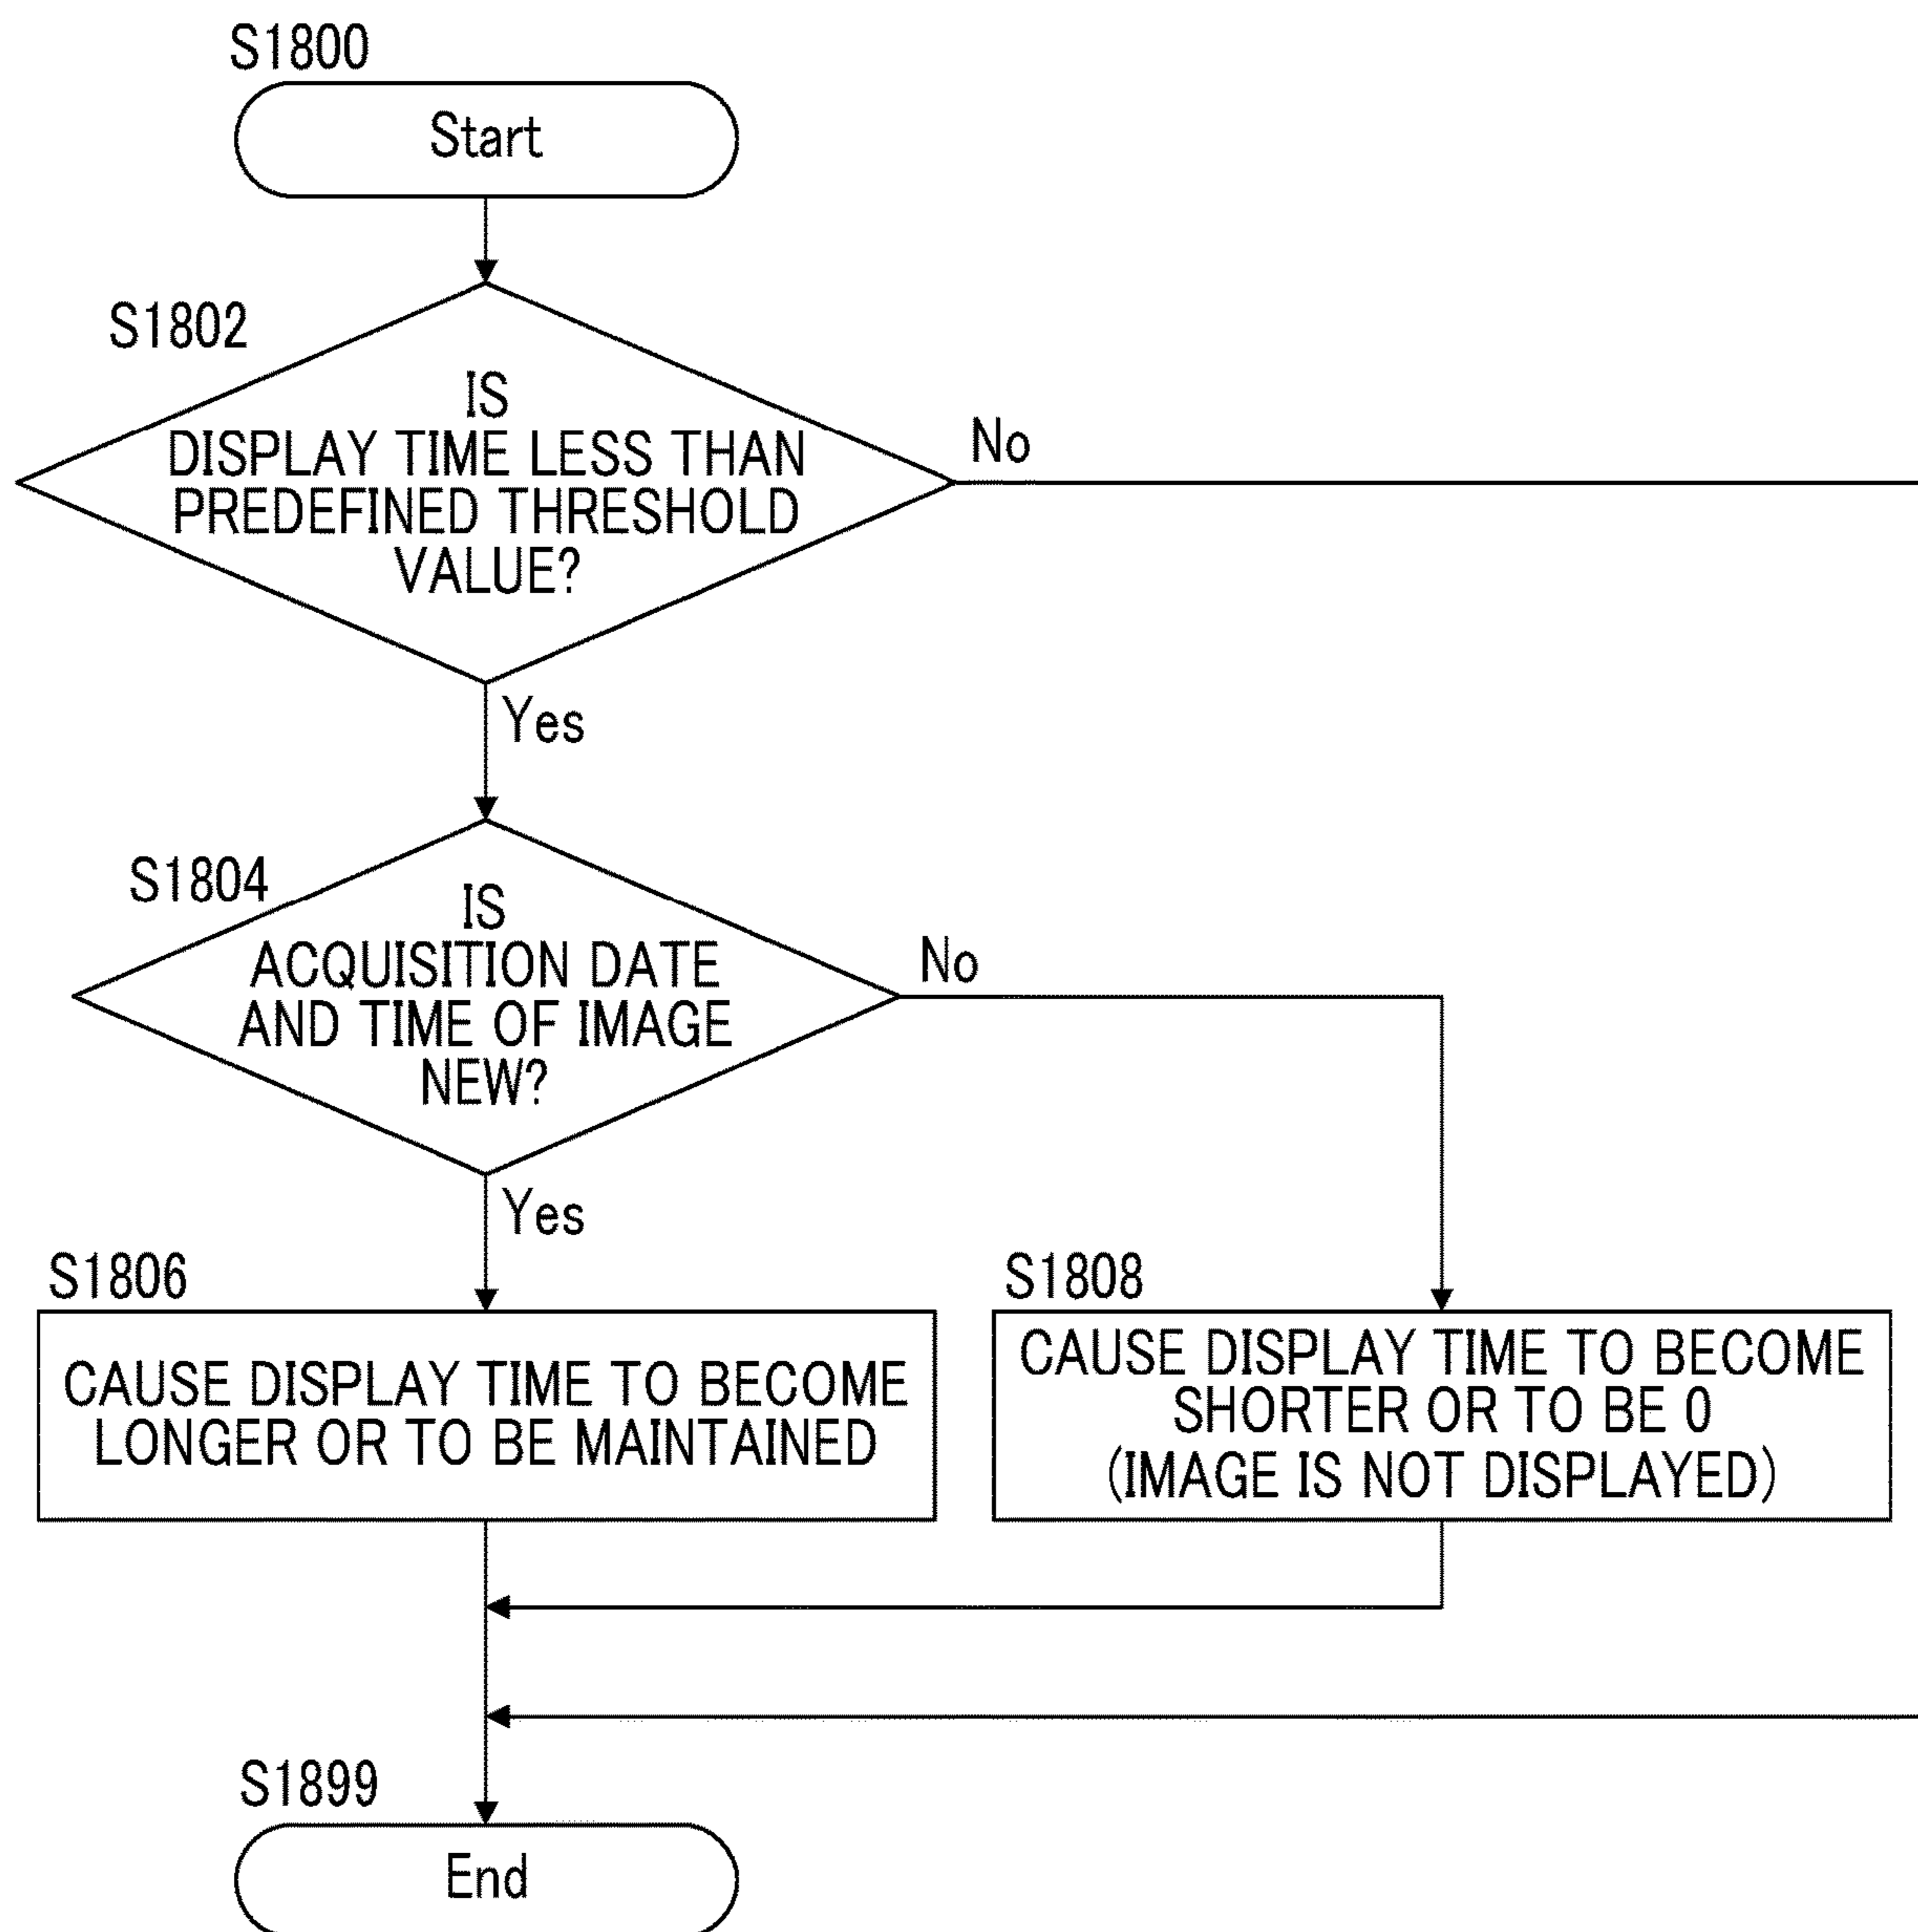 S1800
Start
S1802
IS
DISPLAY TIME LESS THAN
PREDEFINED THRESHOLD
VALUE?
No
Yes
S1804
IS
ACQUISITION DATE
AND TIME OF IMAGE
NEW?
No
Yes
S1806
CAUSE DISPLAY TIME TO BECOME
LONGER OR TO BE MAINTAINED
S1808
CAUSE DISPLAY TIME TO BECOME
SHORTER OR TO BE 0
(IMAGE IS NOT DISPLAYED)
S1899
End